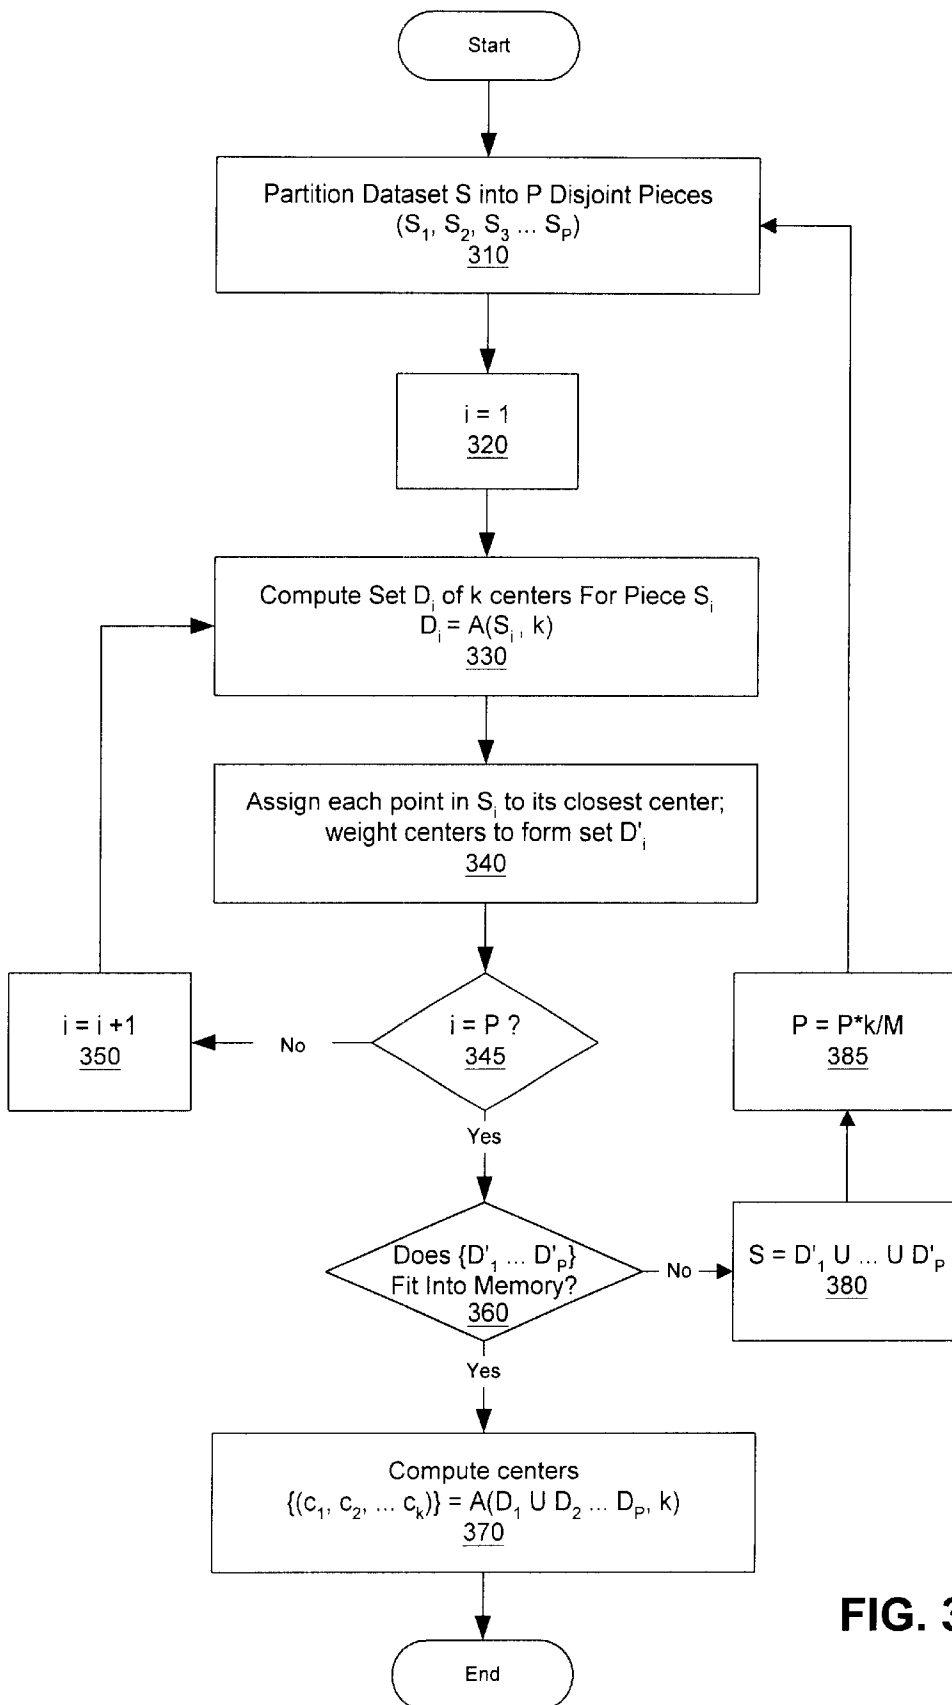 Start
Partition Dataset S into P Disjoint Pieces
(S₁, S₂, S₃ ... Sₚ)
310
i = 1
320
Compute Set Dᵢ of k centers For Piece Sᵢ
Dᵢ = A(Sᵢ, k)
330
Assign each point in Sᵢ to its closest center;
weight centers to form set D'ᵢ
340
i = i +1
350
No
i = P ?
345
P = P*k/M
385
Yes
Does {D'₁ ... D'ₚ}
Fit Into Memory?
360
No
S = D'₁ U ... U D'ₚ
380
Yes
Compute centers
{(c₁, c₂, ... cₖ)} = A(D₁ U D₂ ... Dₚ, k)
370
FIG. 3
End